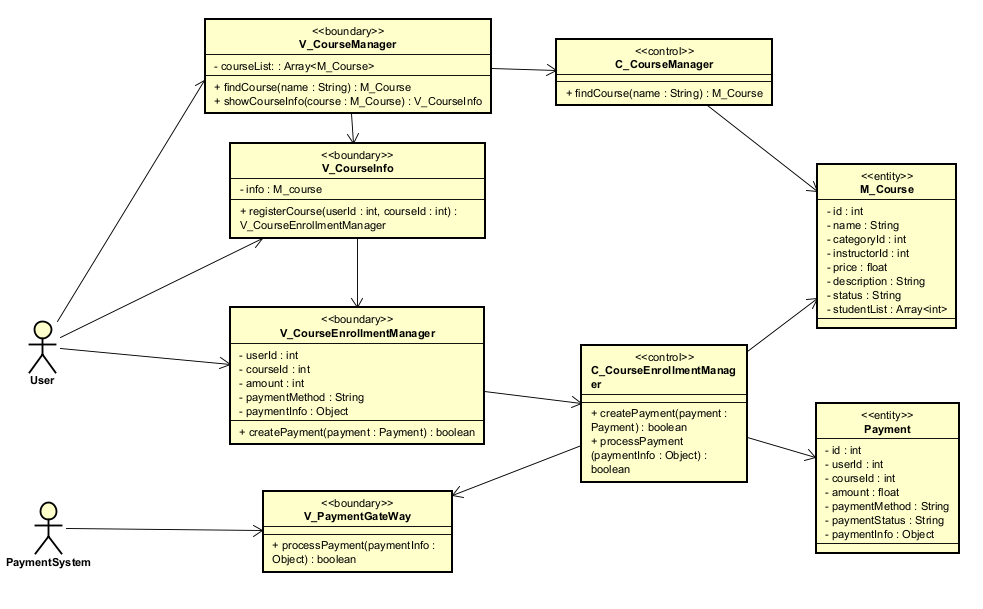 <<boundary>>
V_CourseManager
- courseList: : Array<M_Course>
+ findCourse(name : String) : M_Course
+ showCourseInfo(course : M_Course) : V_CourseInfo
<<control>>
C_CourseManager
+ findCourse(name : String) : M_Course
<<boundary>>
V_CourseInfo
- info : M_course
+ registerCourse(userId : int, courseId : int) :
V_CourseEnrollmentManager
<<entity>>
M_Course
- id : int
- name : String
- categoryId : int
- instructorId : int
- price : float
- description : String
- status : String
- studentList : Array<int>
User
<<boundary>>
V_CourseEnrollmentManager
- userId : int
- courseId : int
- amount : int
- paymentMethod : String
- paymentInfo : Object
+ createPayment(payment : Payment) : boolean
<<control>>
C_CourseEnrollmentManag
er
+ createPayment(payment :
Payment) : boolean
+ processPayment
(paymentInfo : Object) :
boolean
<<entity>>
Payment
- id : int
- userId : int
- courseId : int
- amount : float
- paymentMethod : String
- paymentStatus : String
- paymentInfo : Object
PaymentSystem
<<boundary>>
V_PaymentGateWay
+ processPayment(paymentInfo :
Object) : boolean